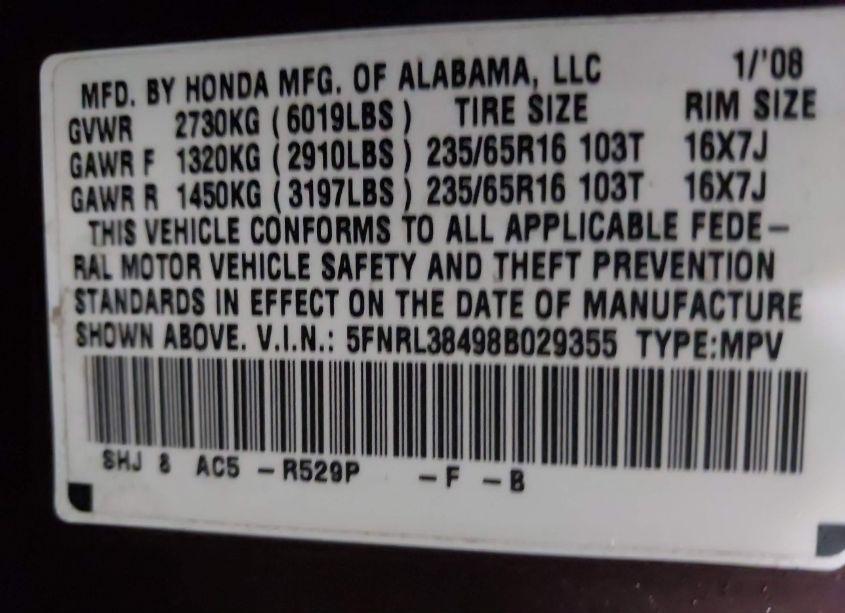 MFD. BY HONDA MFG. OF ALABAMA, LLC 1/'08
GVWR 2730KG (6019LBS) TIRE SIZE RIM SIZE
GAWR F 1320KG (2910LBS) 235/65R16 103T 16X7J
GAWR R 1450KG (3197LBS) 235/65R16 103T 16X7J
THIS VEHICLE CONFORMS TO ALL APPLICABLE FEDE-
RAL MOTOR VEHICLE SAFETY AND THEFT PREVENTION
STANDARDS IN EFFECT ON THE DATE OF MANUFACTURE
SHOWN ABOVE. V.I.N.: 5FNRL38498B029355 TYPE:MPV
SHJ 8 AC5 -R529P -F -B